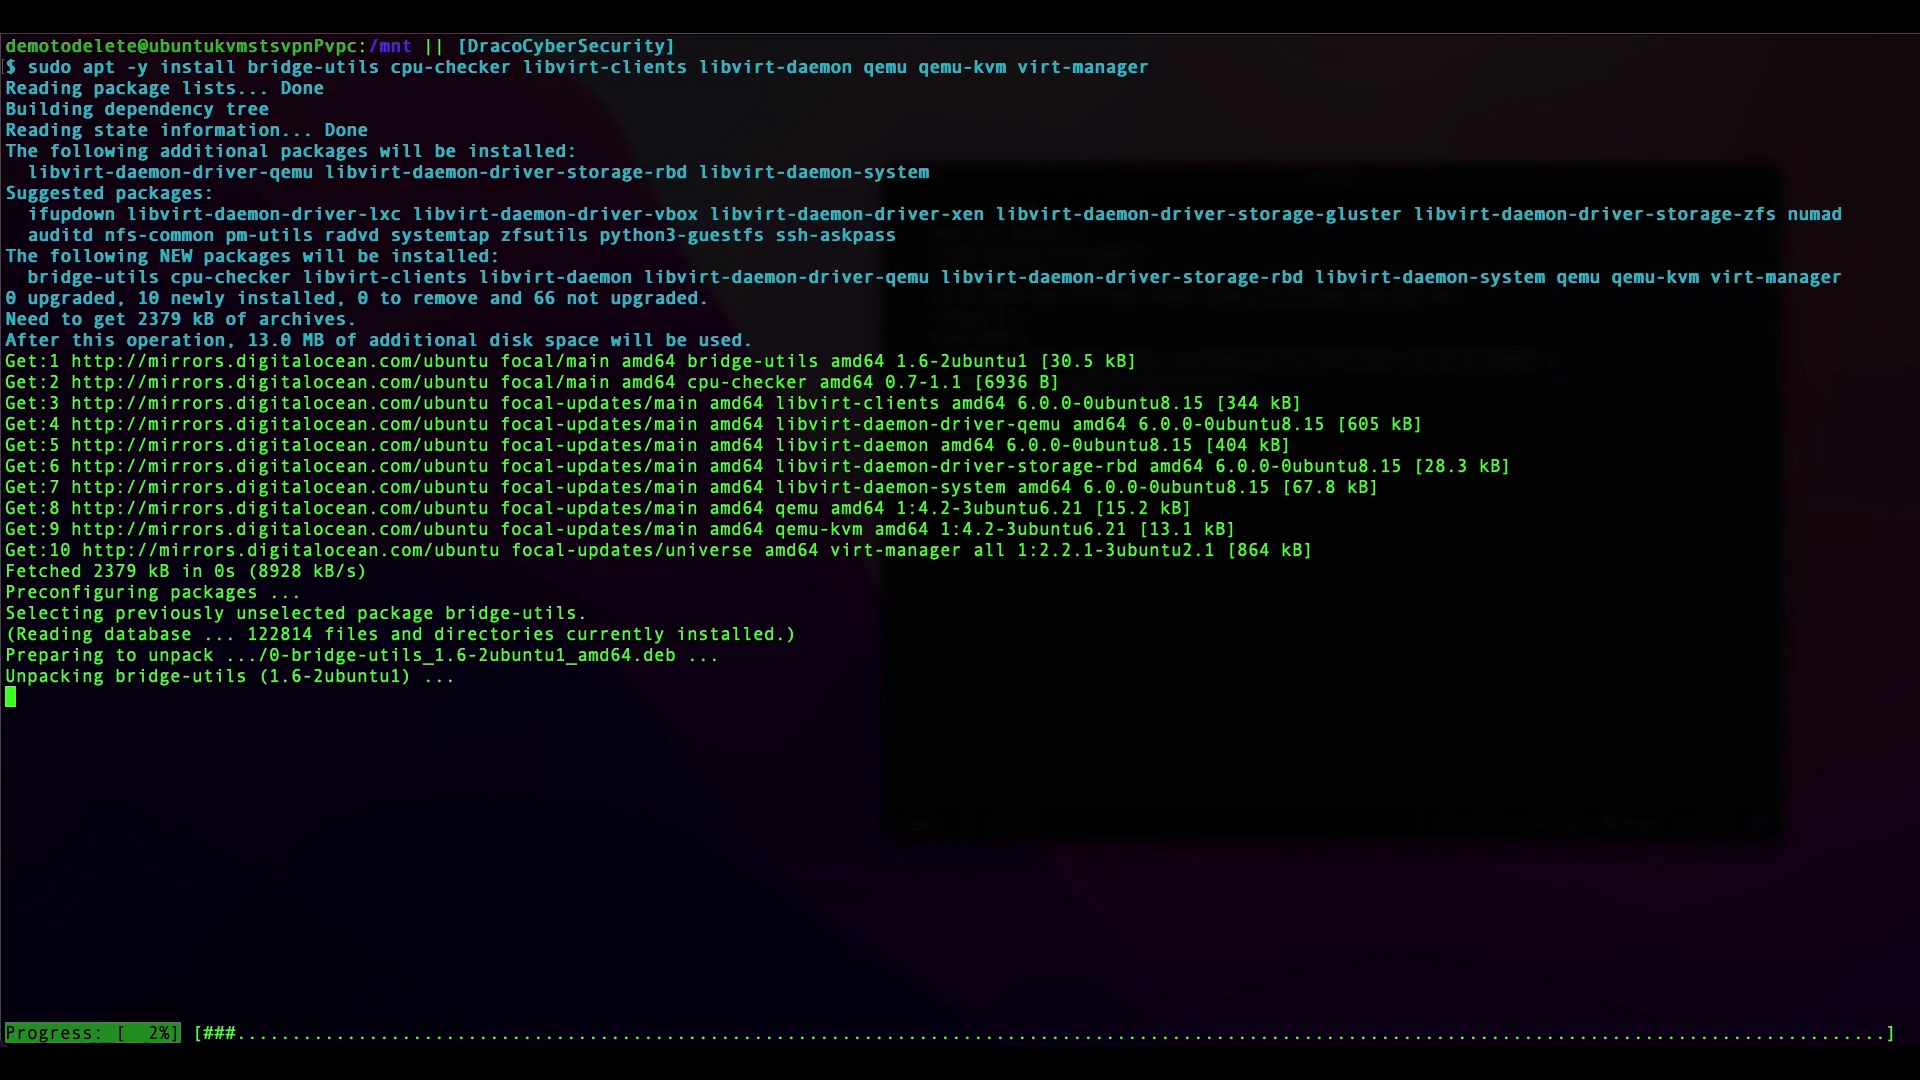 demotodelete@ubuntukvmstsvpnPvpc:/mnt || [DracoCyberSecurity]
$ sudo apt -y install bridge-utils cpu-checker libvirt-clients libvirt-daemon qemu qemu-kvm virt-manager
Reading package lists... Done
Building dependency tree
Reading state information... Done
The following additional packages will be installed:
  libvirt-daemon-driver-qemu libvirt-daemon-driver-storage-rbd libvirt-daemon-system
Suggested packages:
  ifupdown libvirt-daemon-driver-lxc libvirt-daemon-driver-vbox libvirt-daemon-driver-xen libvirt-daemon-driver-storage-gluster libvirt-daemon-driver-storage-zfs numad
  auditd nfs-common pm-utils radvd systemtap zfsutils python3-guestfs ssh-askpass
The following NEW packages will be installed:
  bridge-utils cpu-checker libvirt-clients libvirt-daemon libvirt-daemon-driver-qemu libvirt-daemon-driver-storage-rbd libvirt-daemon-system qemu qemu-kvm virt-manager
0 upgraded, 10 newly installed, 0 to remove and 66 not upgraded.
Need to get 2379 kB of archives.
After this operation, 13.0 MB of additional disk space will be used.
Get:1 http://mirrors.digitalocean.com/ubuntu focal/main amd64 bridge-utils amd64 1.6-2ubuntu1 [30.5 kB]
Get:2 http://mirrors.digitalocean.com/ubuntu focal/main amd64 cpu-checker amd64 0.7-1.1 [6936 B]
Get:3 http://mirrors.digitalocean.com/ubuntu focal-updates/main amd64 libvirt-clients amd64 6.0.0-0ubuntu8.15 [344 kB]
Get:4 http://mirrors.digitalocean.com/ubuntu focal-updates/main amd64 libvirt-daemon-driver-qemu amd64 6.0.0-0ubuntu8.15 [605 kB]
Get:5 http://mirrors.digitalocean.com/ubuntu focal-updates/main amd64 libvirt-daemon amd64 6.0.0-0ubuntu8.15 [404 kB]
Get:6 http://mirrors.digitalocean.com/ubuntu focal-updates/main amd64 libvirt-daemon-driver-storage-rbd amd64 6.0.0-0ubuntu8.15 [28.3 kB]
Get:7 http://mirrors.digitalocean.com/ubuntu focal-updates/main amd64 libvirt-daemon-system amd64 6.0.0-0ubuntu8.15 [67.8 kB]
Get:8 http://mirrors.digitalocean.com/ubuntu focal-updates/main amd64 qemu amd64 1:4.2-3ubuntu6.21 [15.2 kB]
Get:9 http://mirrors.digitalocean.com/ubuntu focal-updates/main amd64 qemu-kvm amd64 1:4.2-3ubuntu6.21 [13.1 kB]
Get:10 http://mirrors.digitalocean.com/ubuntu focal-updates/universe amd64 virt-manager all 1:2.2.1-3ubuntu2.1 [864 kB]
Fetched 2379 kB in 0s (8928 kB/s)
Preconfiguring packages ...
Selecting previously unselected package bridge-utils.
(Reading database ... 122814 files and directories currently installed.)
Preparing to unpack .../0-bridge-utils_1.6-2ubuntu1_amd64.deb ...
Unpacking bridge-utils (1.6-2ubuntu1) ...
Progress: [  2%] [###......................................................................................................................................................]